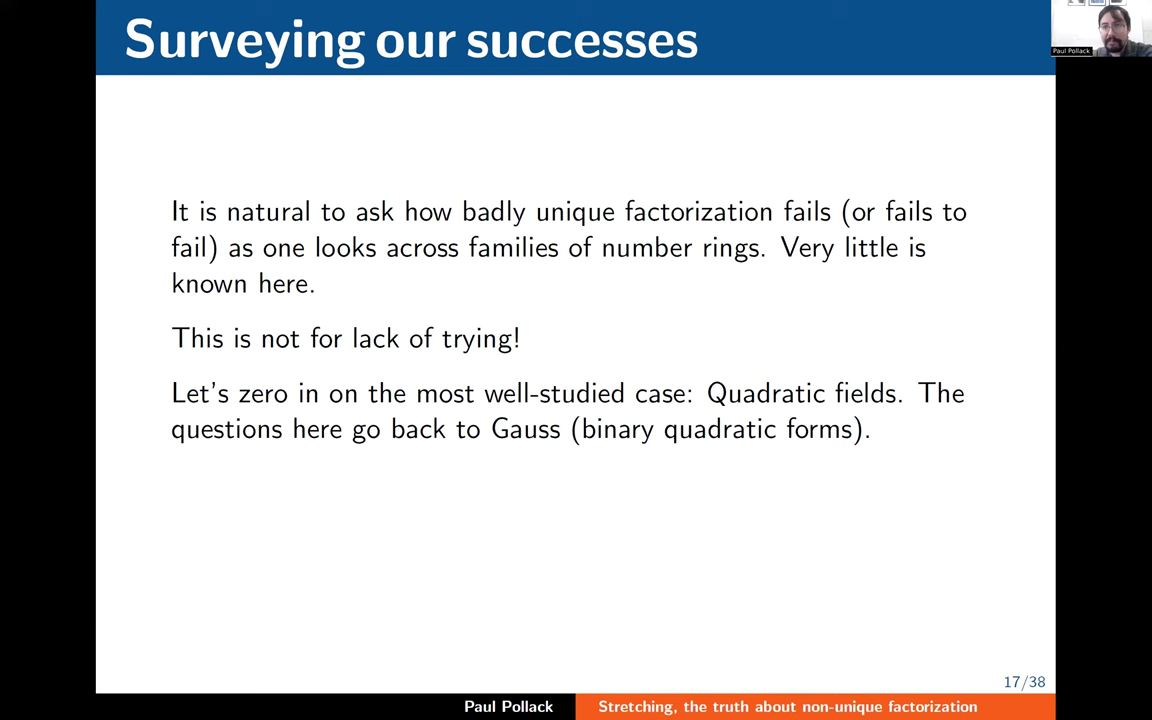 Surveying our successes
Paul Pollack
It is natural to ask how badly unique factorization fails (or fails to
fail) as one looks across families of number rings. Very little is
known here.
This is not for lack of trying!
Let's zero in on the most well-studied case: Quadratic fields. The
questions here go back to Gauss (binary quadratic forms).
17/38
Paul Pollack
Stretching, the truth about non-unique factorization